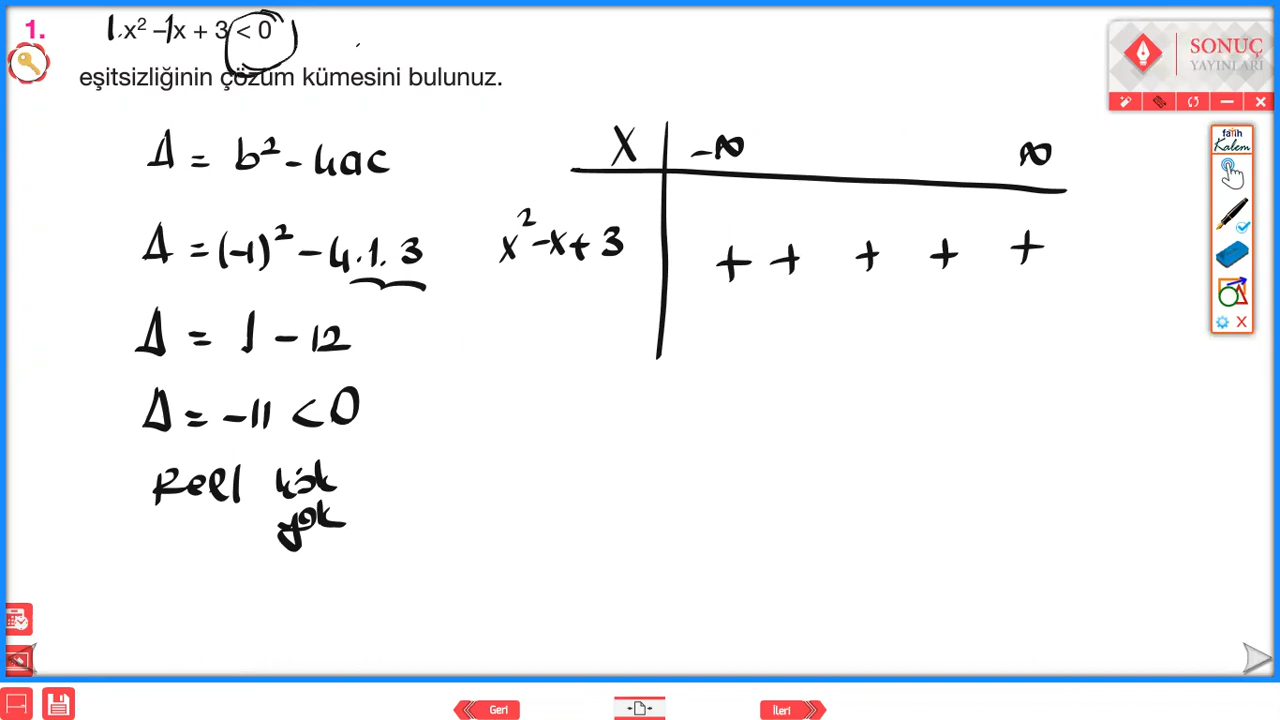 1. 1.x² – 1x + 3 < 0
eşitsizliğinin çözüm kümesini bulunuz.
SONUÇ
YAYINLARI
fatih
Kalem
Δ = b² - 4ac
Δ = (-1)² - 4.1.3
Δ = 1 - 12
Δ = -11 < 0
Reel kök
yok
X -∞ ∞
x² - x + 3 + + + + +
Geri
İleri